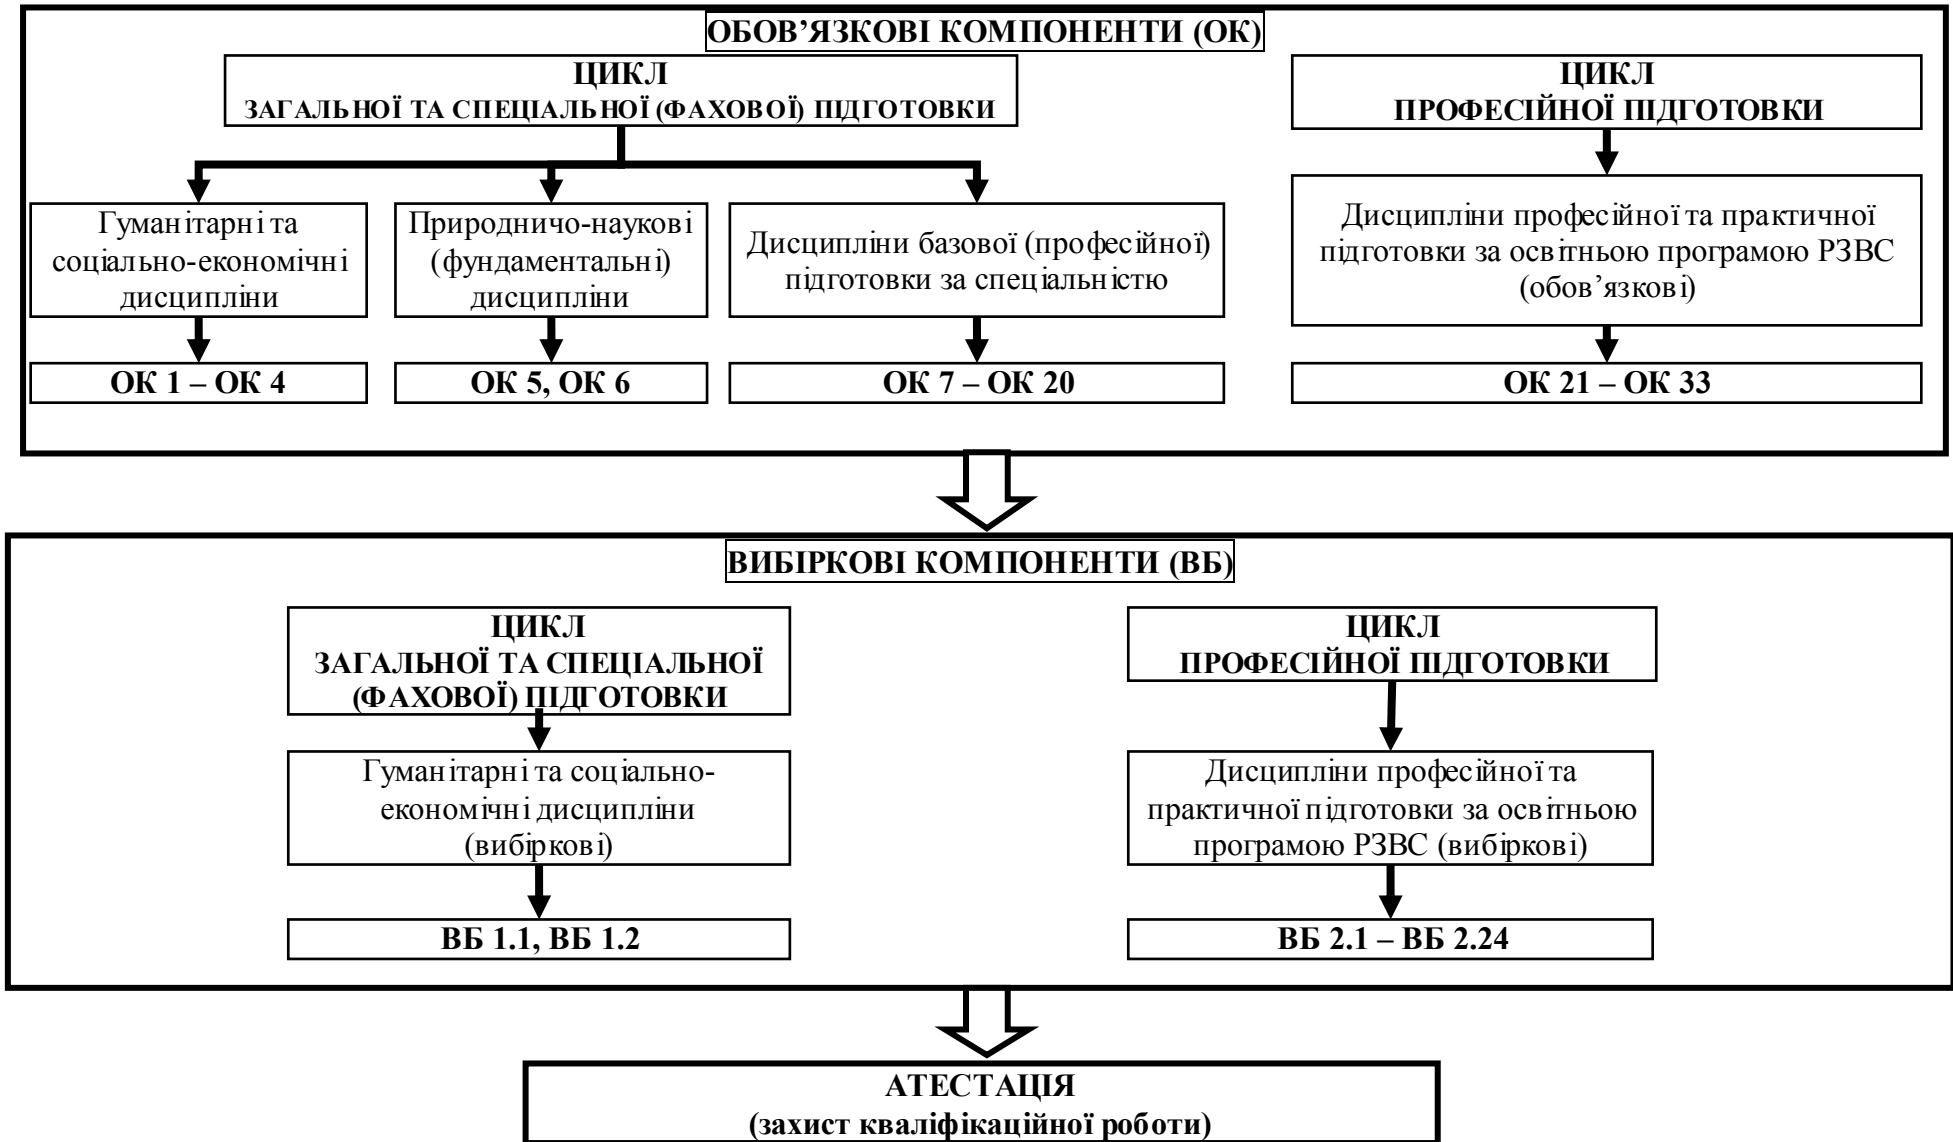 ОБОВ’ЯЗКОВІ КОМПОНЕНТИ (ОК)
ЦИКЛ
ЗАГАЛЬНОЇ ТА СПЕЦІАЛЬНОЇ (ФАХОВОЇ) ПІДГОТОВКИ
ЦИКЛ
ПРОФЕСІЙНОЇ ПІДГОТОВКИ
Гуманітарні та
соціально-економічні
дисципліни
Природничо-наукові
(фундаментальні)
дисципліни
Дисципліни базової (професійної)
підготовки за спеціальністю
Дисципліни професійної та практичної
підготовки за освітньою програмою РЗВС
(обов’язкові)
ОК 1 – ОК 4
ОК 5, ОК 6
ОК 7 – ОК 20
ОК 21 – ОК 33
ВИБІРКОВІ КОМПОНЕНТИ (ВБ)
ЦИКЛ
ЗАГАЛЬНОЇ ТА СПЕЦІАЛЬНОЇ
(ФАХОВОЇ) ПІДГОТОВКИ
ЦИКЛ
ПРОФЕСІЙНОЇ ПІДГОТОВКИ
Гуманітарні та соціально-
економічні дисципліни
(вибіркові)
Дисципліни професійної та
практичної підготовки за освітньою
програмою РЗВС (вибіркові)
ВБ 1.1, ВБ 1.2
ВБ 2.1 – ВБ 2.24
АТЕСТАЦІЯ
(захист кваліфікаційної роботи)